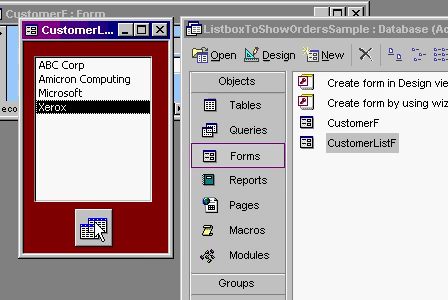 CustomerF : Form
CustomerL...
ABC Corp
Amicron Computing
Microsoft
Xerox
eco
ListboxToShowOrdersSample : Database (Ac
Open Design New
Objects
Tables
Queries
Forms
Reports
Pages
Macros
Modules
Groups
Create form in Design vie
Create form by using wiz
CustomerF
CustomerListF